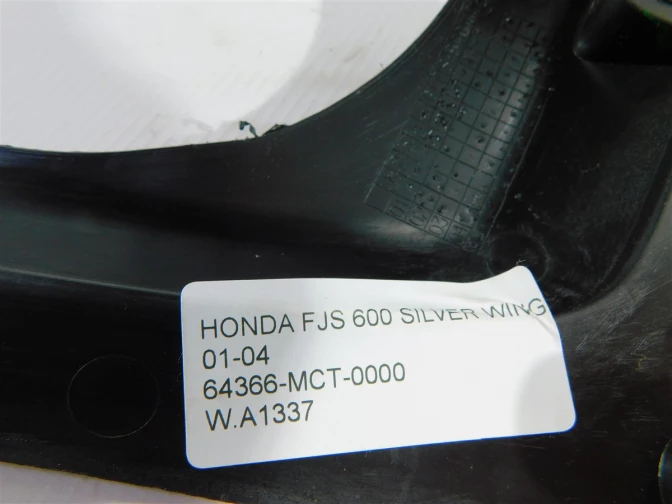 HONDA FJS 600 SILVER WING
01-04
64366-MCT-0000
W.A1337